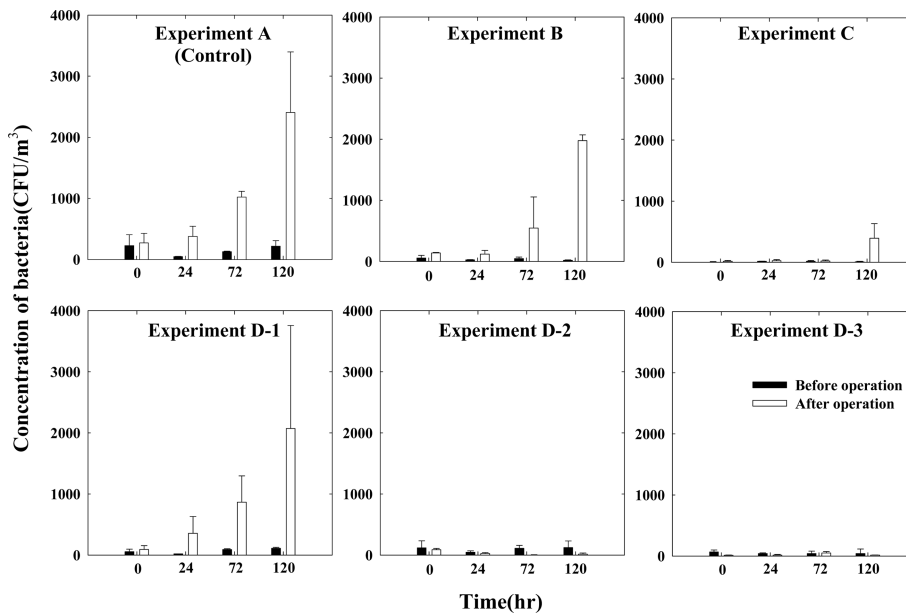 Concentration of bacteria(CFU/m³)
Experiment A
(Control)
4000
3000
2000
1000
0
0 24 72 120
Experiment B
4000
3000
2000
1000
0
0 24 72 120
Experiment C
4000
3000
2000
1000
0
0 24 72 120
Experiment D-1
4000
3000
2000
1000
0
0 24 72 120
Experiment D-2
4000
3000
2000
1000
0
0 24 72 120
Experiment D-3
4000
3000
2000
1000
0
Before operation
After operation
0 24 72 120
Time(hr)